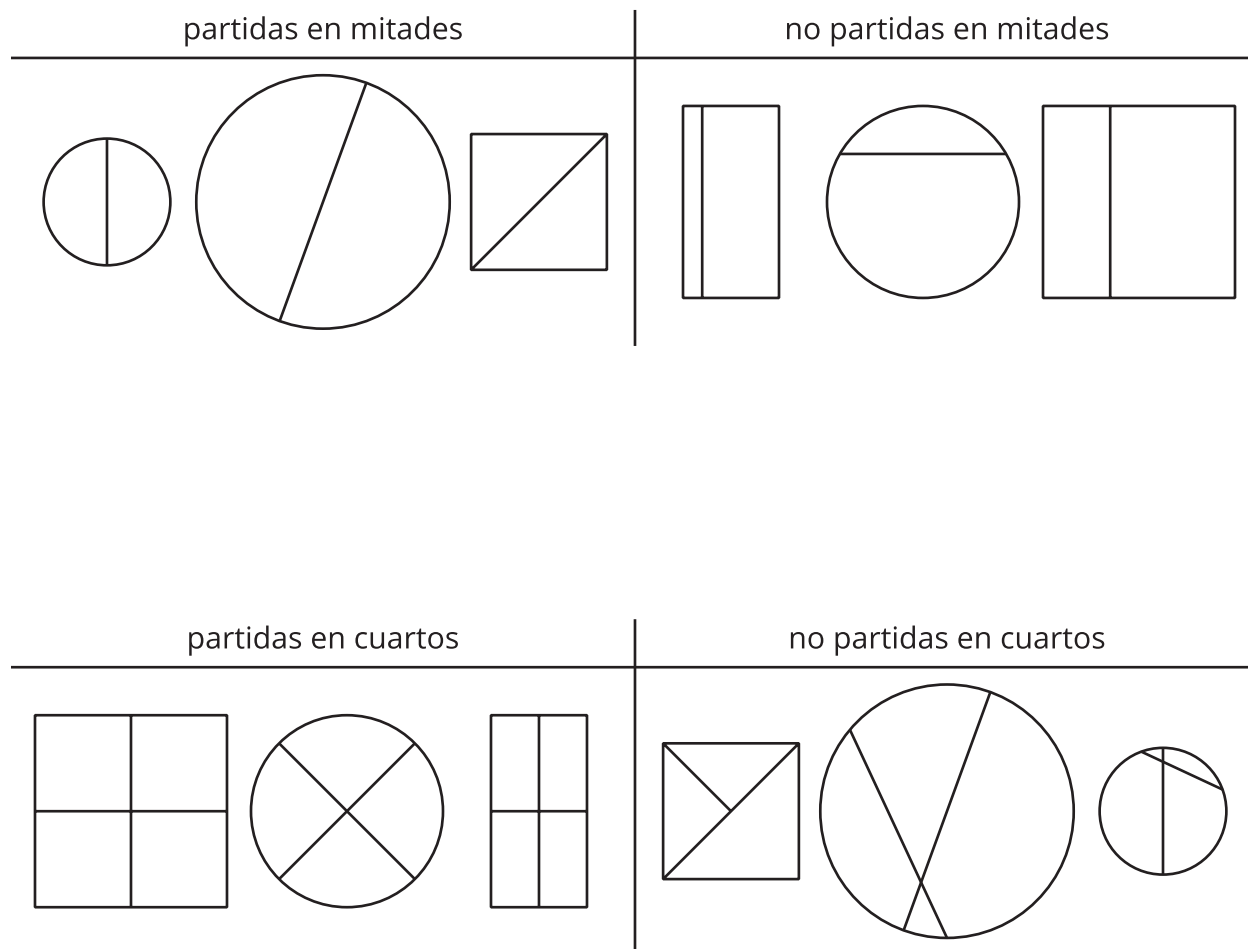 partidas en mitades
no partidas en mitades
partidas en cuartos
no partidas en cuartos